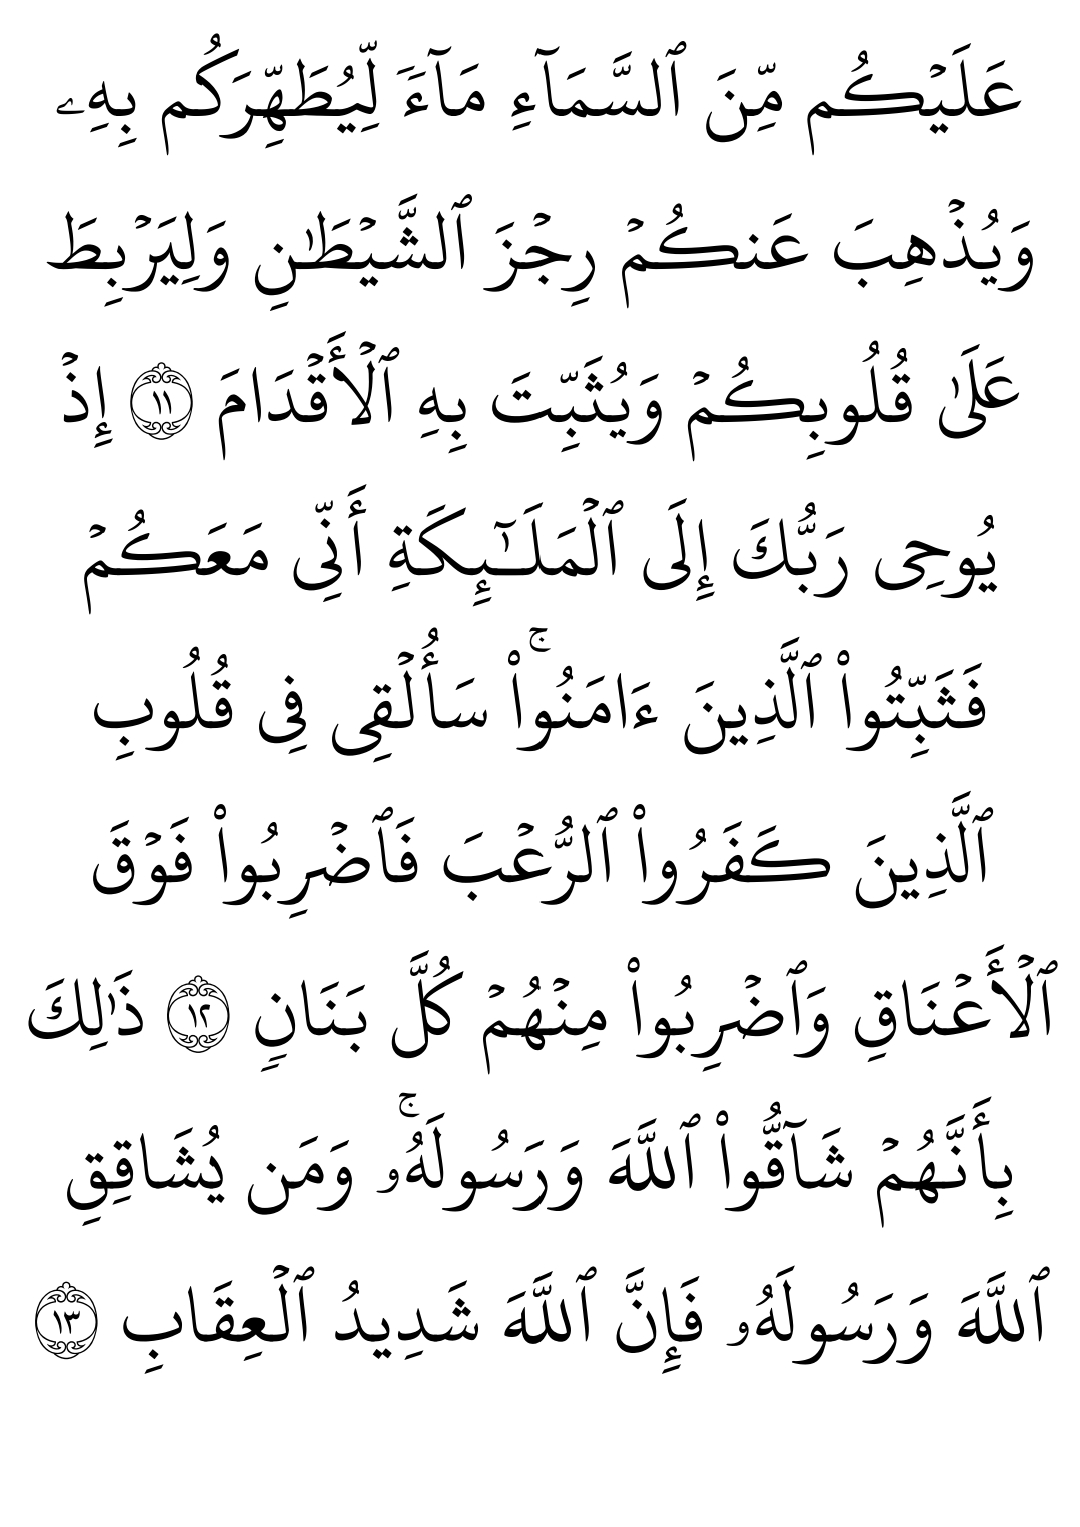 عَلَيۡكُم مِّنَ ٱلسَّمَآءِ مَآءَ لِّيُطَهِّرَكُم بِهِۦ
وَيُذۡهِبَ عَنكُمۡ رِجۡزَ ٱلشَّيۡطَٰنِ وَلِيَرۡبِطَ
عَلَىٰ قُلُوبِكُمۡ وَيُثَبِّتَ بِهِ ٱلۡأَقۡدَامَ ١١ إِذۡ
يُوحِى رَبُّكَ إِلَى ٱلۡمَلَـٰٓئِكَةِ أَنِّى مَعَكُمۡ
فَثَبِّتُوا۟ ٱلَّذِينَ ءَامَنُوا۟ۚ سَأُلۡقِى فِى قُلُوبِ
ٱلَّذِينَ كَفَرُوا۟ ٱلرُّعۡبَ فَٱضۡرِبُوا۟ فَوۡقَ
ٱلۡأَعۡنَاقِ وَٱضۡرِبُوا۟ مِنۡهُمۡ كُلَّ بَنَانٍ ١٢ ذَٰلِكَ
بِأَنَّهُمۡ شَآقُّوا۟ ٱللَّهَ وَرَسُولَهُۥۚ وَمَن يُشَاقِقِ
ٱللَّهَ وَرَسُولَهُۥ فَإِنَّ ٱللَّهَ شَدِيدُ ٱلۡعِقَابِ ١٣